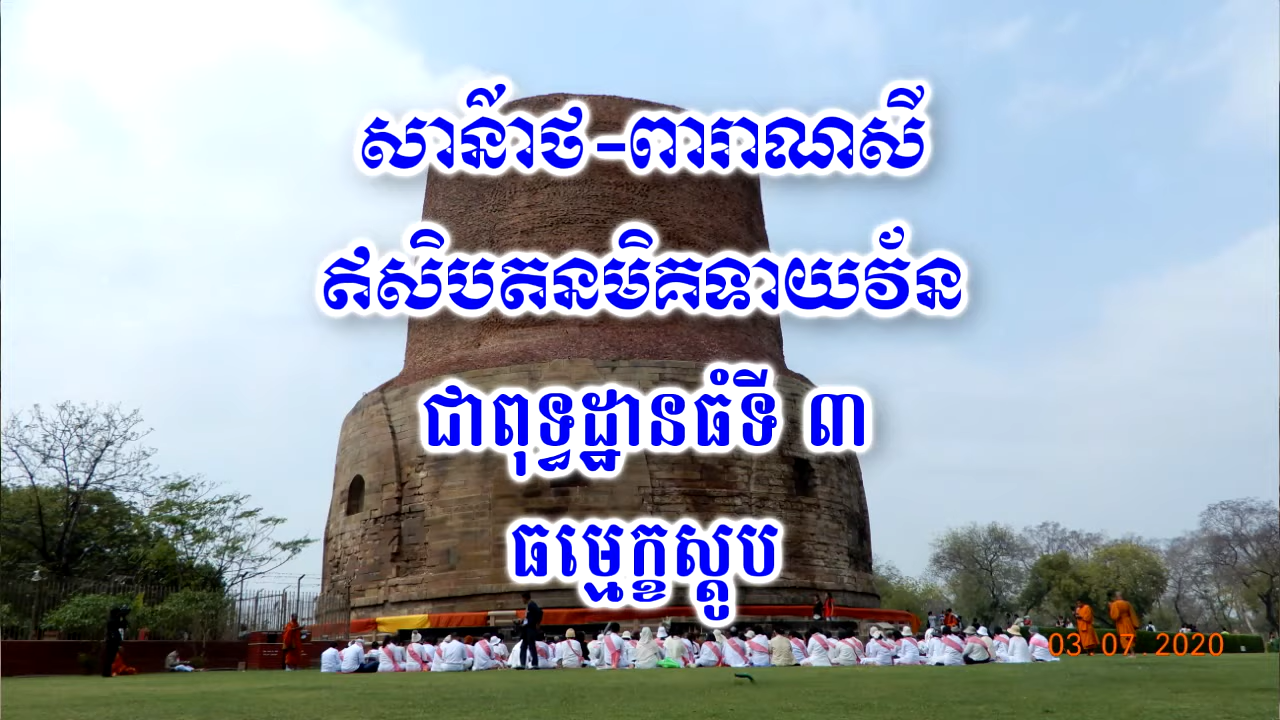 សារន៉ាថ-ពារាណសី
ឥសិបតនមិគទាយវ័ន
ជាពុទ្ធដ្ឋានធំទី ៣
ធម្មេក្ខស្តូប
03 07 2020